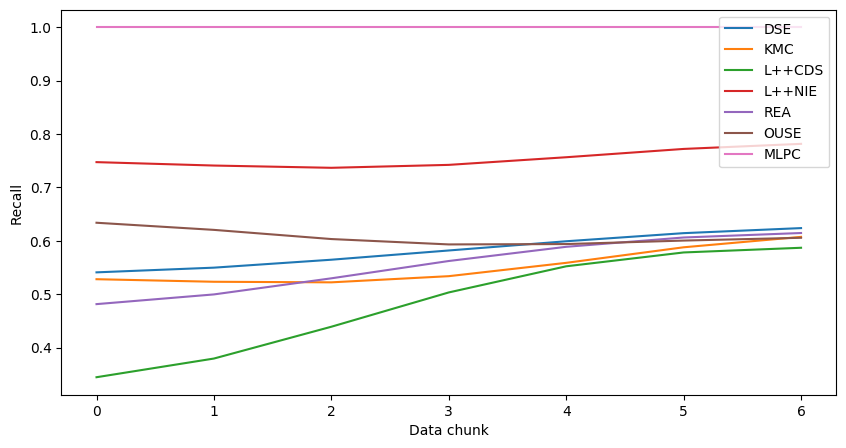 1.0
0.9
0.8
0.7
0.6
0.5
0.4
Recall
0
1
2
3
4
5
6
Data chunk
DSE
KMC
L++CDS
L++NIE
REA
OUSE
MLPC